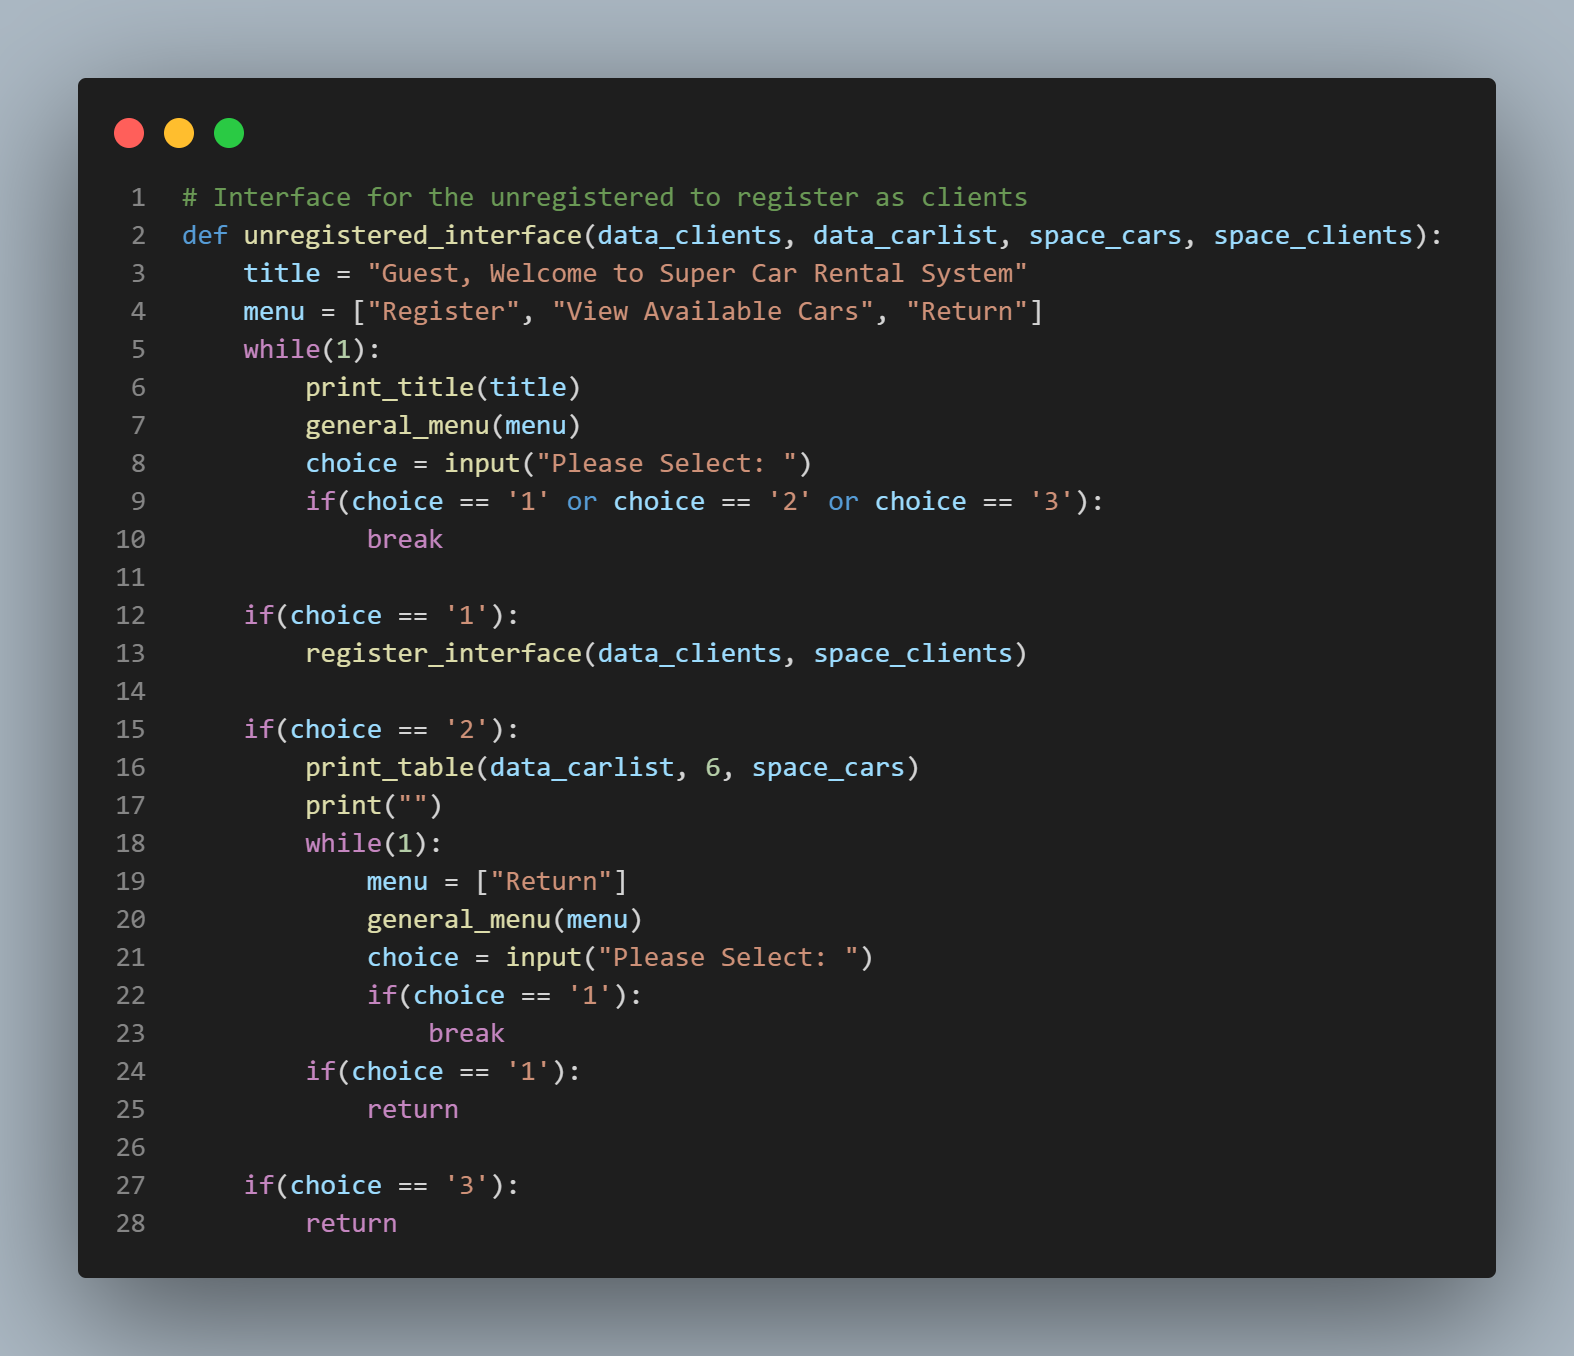 1 # Interface for the unregistered to register as clients
2 def unregistered_interface(data_clients, data_carlist, space_cars, space_clients):
3     title = "Guest, Welcome to Super Car Rental System"
4     menu = ["Register", "View Available Cars", "Return"]
5     while(1):
6         print_title(title)
7         general_menu(menu)
8         choice = input("Please Select: ")
9         if(choice == '1' or choice == '2' or choice == '3'):
10             break
11
12     if(choice == '1'):
13         register_interface(data_clients, space_clients)
14
15     if(choice == '2'):
16         print_table(data_carlist, 6, space_cars)
17         print("")
18         while(1):
19             menu = ["Return"]
20             general_menu(menu)
21             choice = input("Please Select: ")
22             if(choice == '1'):
23                 break
24         if(choice == '1'):
25             return
26
27     if(choice == '3'):
28         return